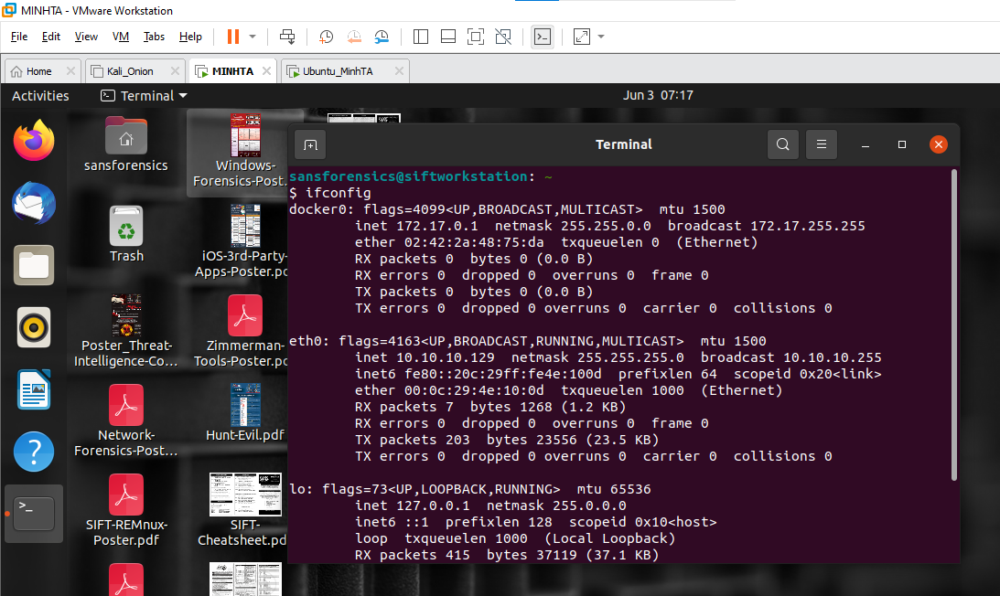 MINHTA - VMware Workstation
File Edit View VM Tabs Help
Home
Kali_Onion
MINHTA
Ubuntu_MinhTA
Activities
Terminal
Jun 3 07:17
sansforensics
Windows-
Forensics-Post...
Trash
iOS-3rd-Party-
Apps-Poster.pd
Poster_Threat-
Intelligence-Co...
Zimmerman-
Tools-Poster.pd
Network-
Forensics-Post...
Hunt-Evil.pdf
SIFT-REMnux-
Poster.pdf
SIFT-
Cheatsheet.pd
Terminal
sansforensics@siftworkstation: ~
$ ifconfig
docker0: flags=4099<UP,BROADCAST,MULTICAST>  mtu 1500
        inet 172.17.0.1  netmask 255.255.0.0  broadcast 172.17.255.255
        ether 02:42:2a:48:75:da  txqueuelen 0  (Ethernet)
        RX packets 0  bytes 0 (0.0 B)
        RX errors 0  dropped 0  overruns 0  frame 0
        TX packets 0  bytes 0 (0.0 B)
        TX errors 0  dropped 0 overruns 0  carrier 0  collisions 0
eth0: flags=4163<UP,BROADCAST,RUNNING,MULTICAST>  mtu 1500
        inet 10.10.10.129  netmask 255.255.255.0  broadcast 10.10.10.255
        inet6 fe80::20c:29ff:fe4e:100d  prefixlen 64  scopeid 0x20<link>
        ether 00:0c:29:4e:10:0d  txqueuelen 1000  (Ethernet)
        RX packets 7  bytes 1268 (1.2 KB)
        RX errors 0  dropped 0  overruns 0  frame 0
        TX packets 203  bytes 23556 (23.5 KB)
        TX errors 0  dropped 0 overruns 0  carrier 0  collisions 0
lo: flags=73<UP,LOOPBACK,RUNNING>  mtu 65536
        inet 127.0.0.1  netmask 255.0.0.0
        inet6 ::1  prefixlen 128  scopeid 0x10<host>
        loop  txqueuelen 1000  (Local Loopback)
        RX packets 415  bytes 37119 (37.1 KB)